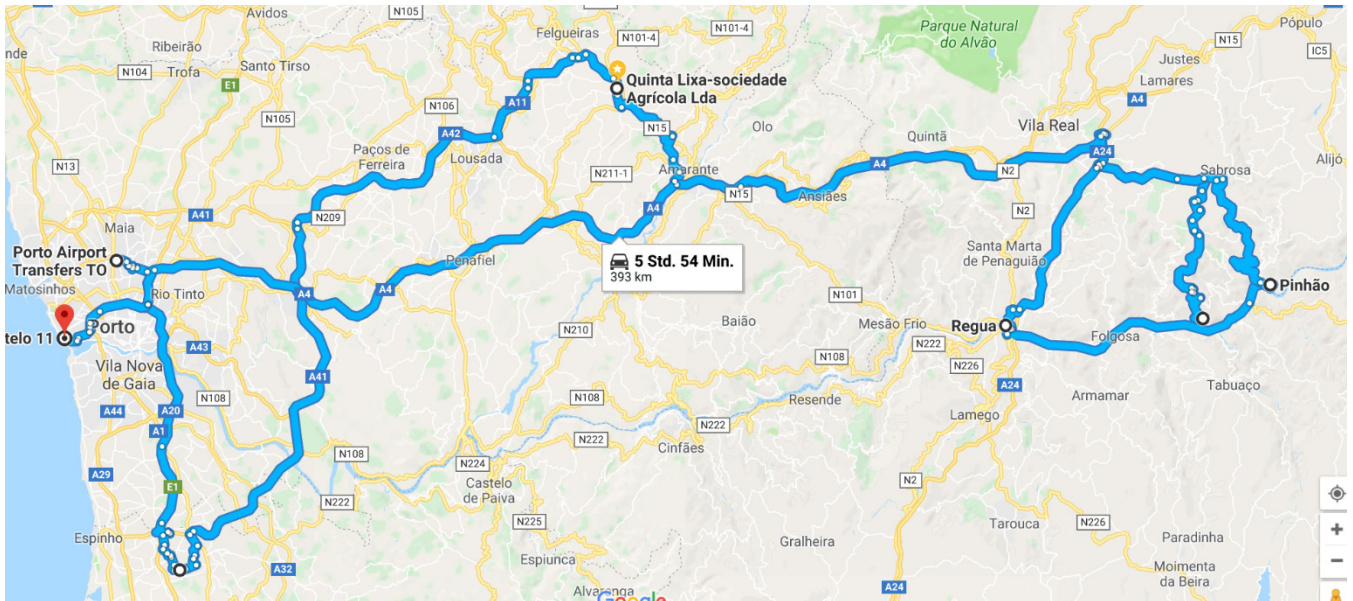 N105
Avidos
N101-4
Felgueiras
N101-4
Parque Natural
do Alvão
Pópulo
Ribeirão
N104
Trofa
Santo Tirso
E1
N15
Justes
IC5
Lamares
A4
Quinta Lixa-sociedade
Agrícola Lda
A11
N106
N105
A42
N15
Olo
Quintã
Vila Real
A24
Paços de
Ferreira
Lousada
N13
N211-1
Amarante
A4
N2
Sabrosa
Alijó
A41
N209
N15
Ansiães
N2
Maia
A4
Santa Marta
de Penaguião
Porto Airport
Transfers TO
Penafiel
5 Std. 54 Min.
393 km
Matosinhos
Rio Tinto
A4
A4
N101
Pinhão
telo 11
Porto
N210
Baião
Mesão Frio
Regua
Folgosa
A43
N222
Vila Nova
de Gaia
A41
N108
N226
Tabuaço
N108
A44
A20
N108
Resende
A24
Armamar
A1
N222
Lamego
N222
Cinfães
N108
N224
A29
N222
Castelo
de Paiva
N2
E1
N225
Tarouca
N226
Paradinha
Espinho
Gralheira
A32
Espiunca
Moimenta
da Beira
A24
Alvarenga
Google